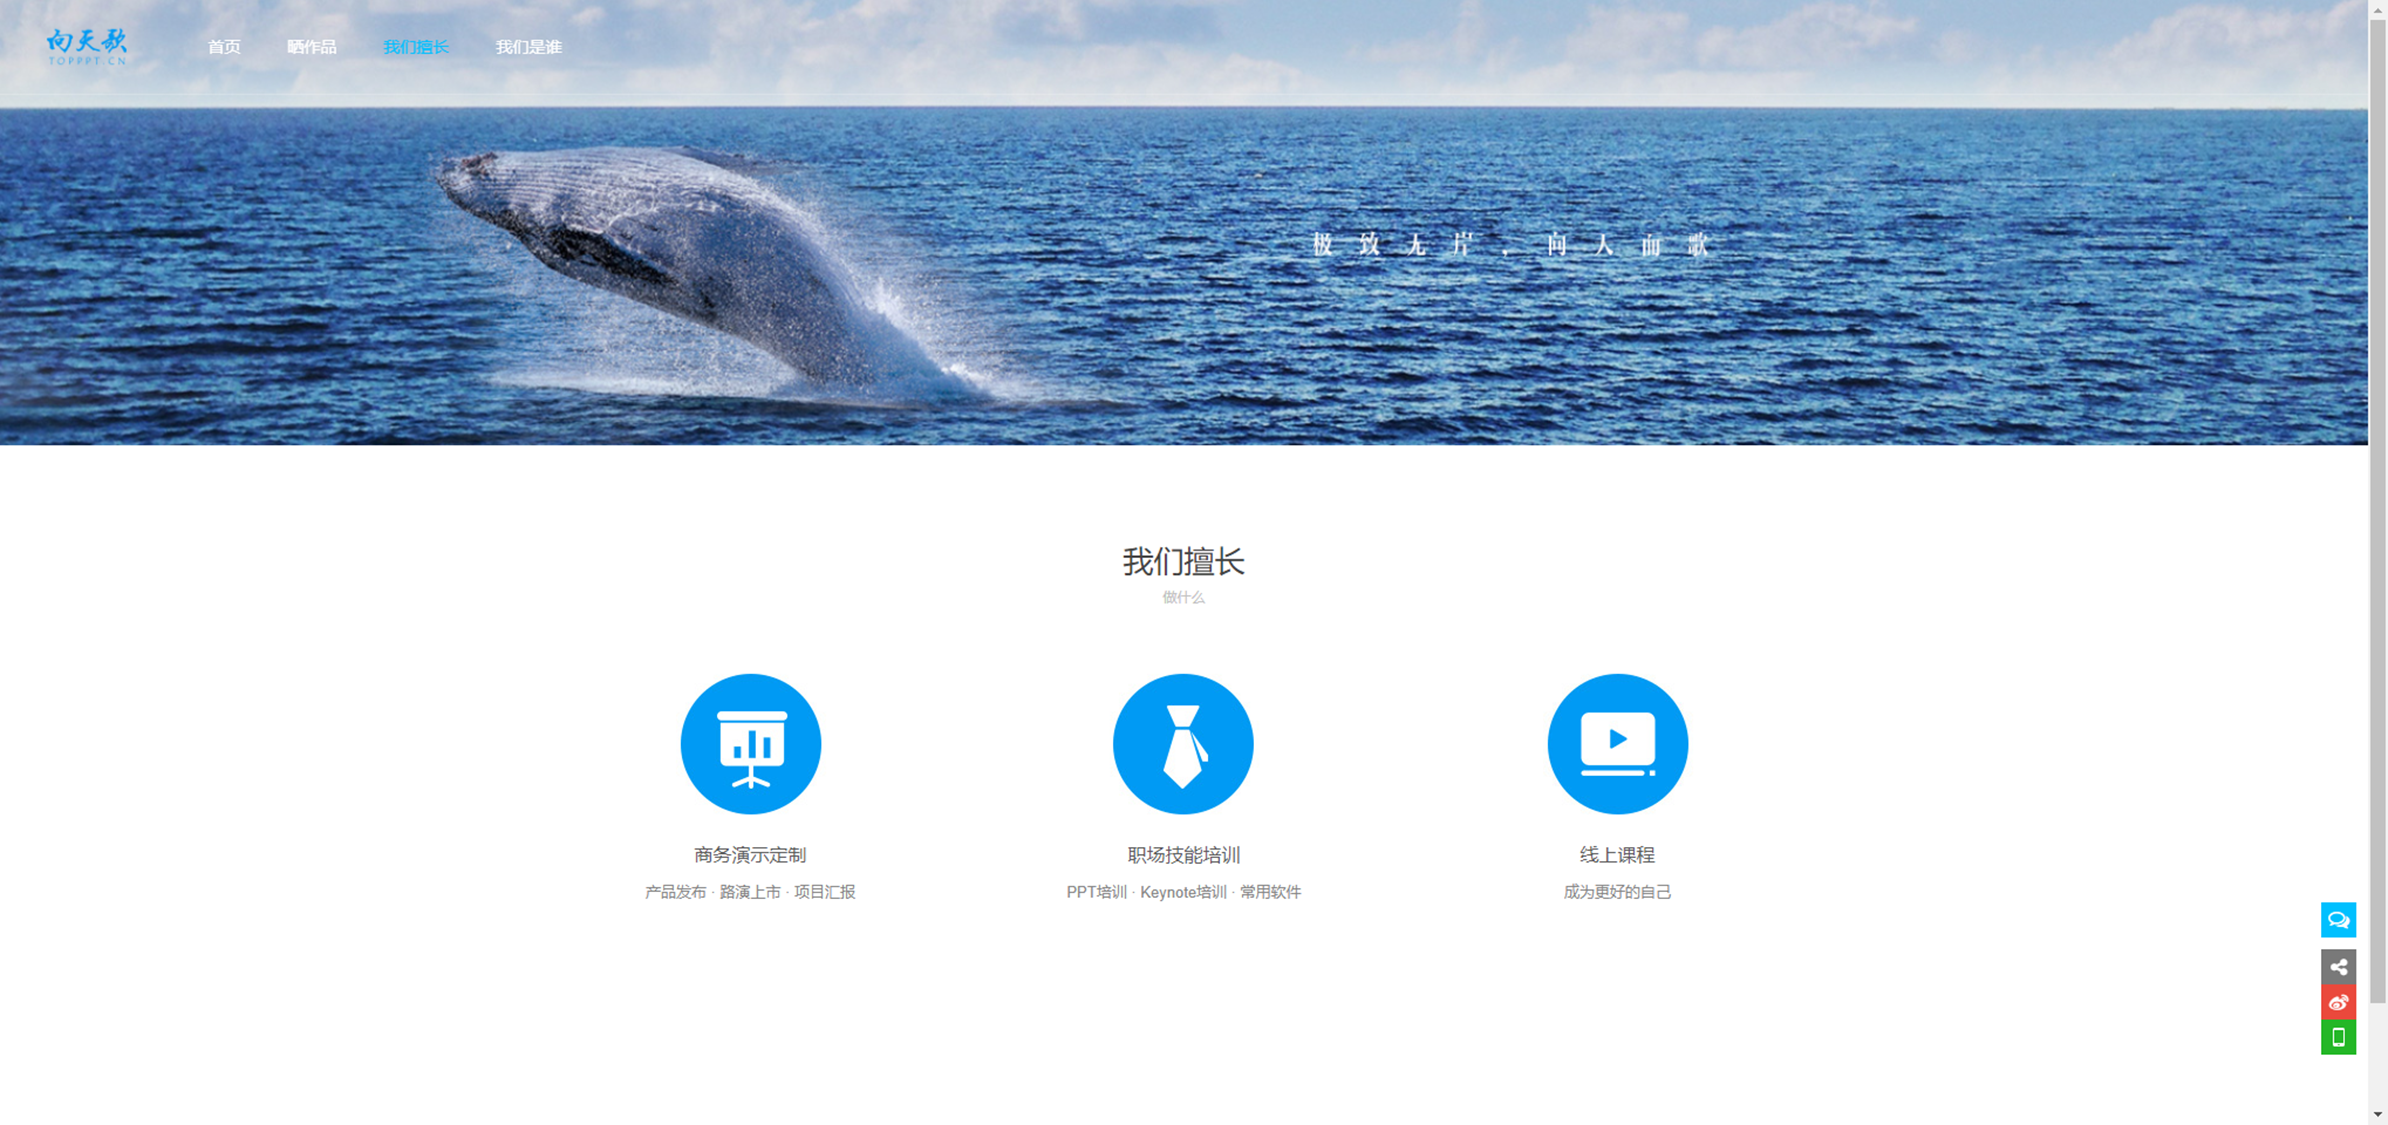 向天歌
TOPPPT.CN
首页 晒作品 我们擅长 我们是谁
极致无岸，向人而歌
我们擅长
做什么
商务演示定制 职场技能培训 线上课程
产品发布 · 路演上市 · 项目汇报 PPT培训 · Keynote培训 · 常用软件 成为更好的自己